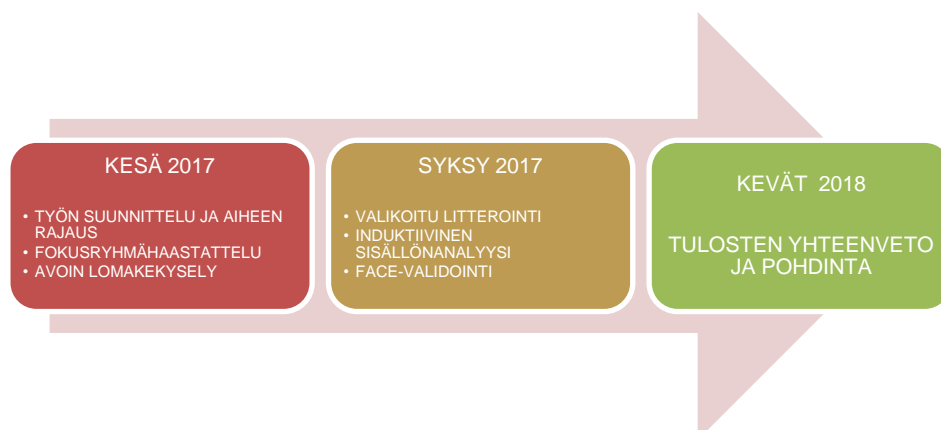 KESÄ 2017
• TYÖN SUUNNITTELU JA AIHEEN
RAJAUS
• FOKUSRYHMÄHAASTATTELU
• AVOIN LOMAKEKYSELY
SYKSY 2017
• VALIKOITU LITTEROINTI
• INDUKTIIVINEN
SISÄLLÖNANALYYSI
• FACE-VALIDOINTI
KEVÄT 2018
TULOSTEN YHTEENVETO
JA POHDINTA